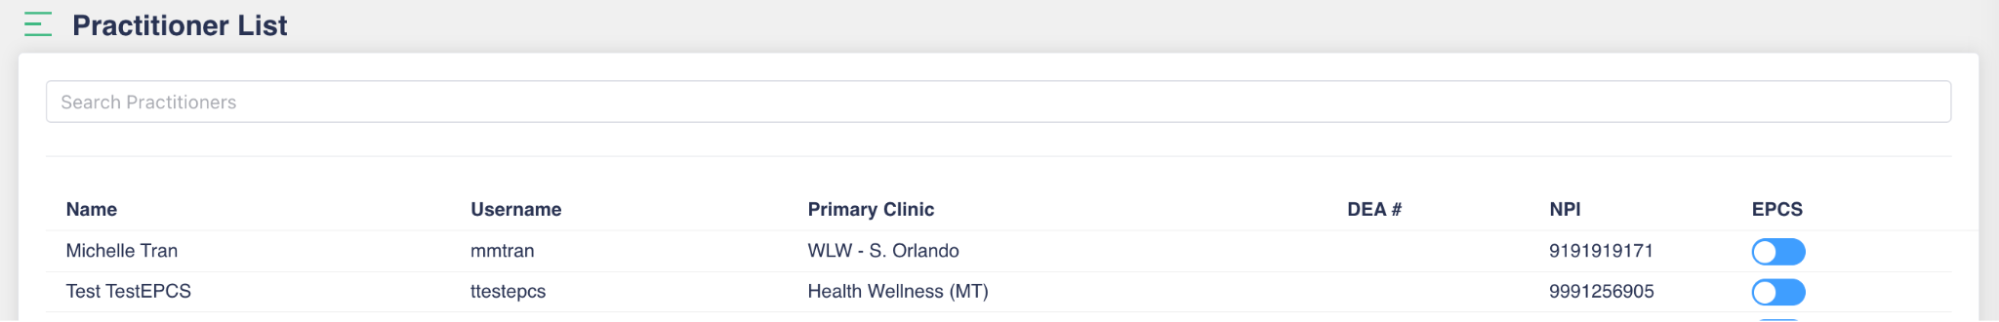 Practitioner List
Search Practitioners
Name Username Primary Clinic DEA # NPI EPCS
Michelle Tran mmtran WLW - S. Orlando 9191919171
Test TestEPCS ttestepcs Health Wellness (MT) 9991256905